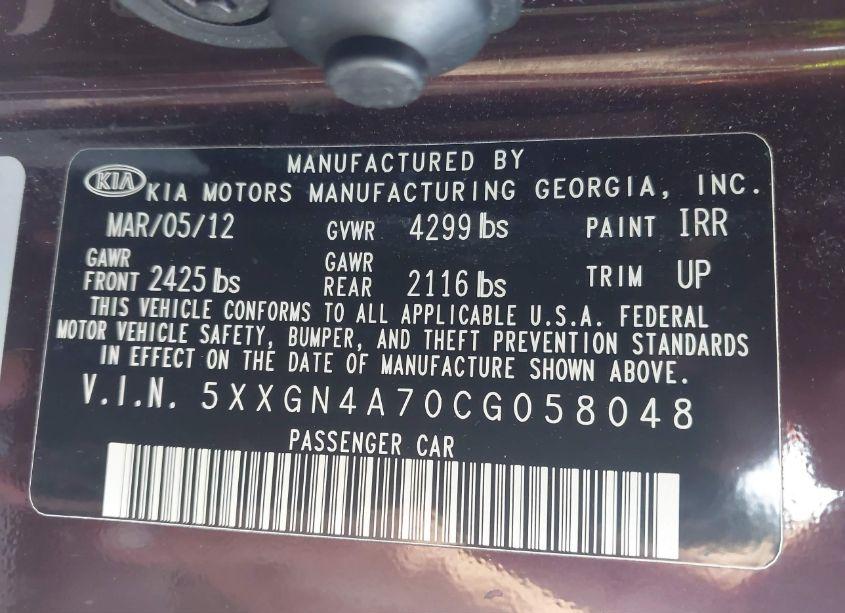 MANUFACTURED BY
KIA KIA MOTORS MANUFACTURING GEORGIA, INC.
MAR/05/12 GVWR 4299 lbs PAINT IRR
GAWR FRONT 2425 lbs GAWR REAR 2116 lbs TRIM UP
THIS VEHICLE CONFORMS TO ALL APPLICABLE U.S.A. FEDERAL
MOTOR VEHICLE SAFETY, BUMPER, AND THEFT PREVENTION STANDARDS
IN EFFECT ON THE DATE OF MANUFACTURE SHOWN ABOVE.
V.I.N. 5XXGN4A70CG058048
PASSENGER CAR